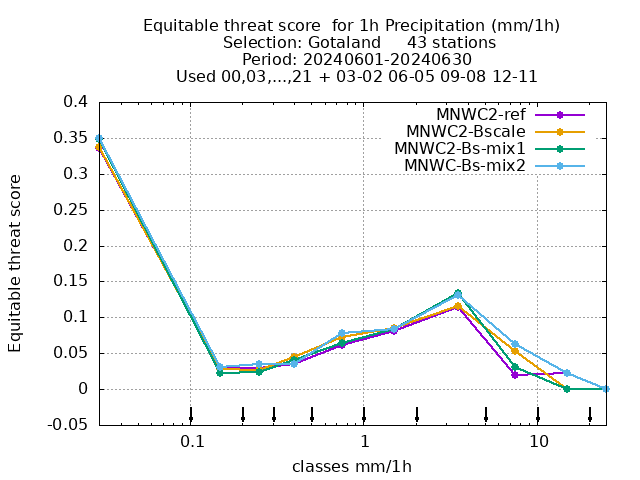 Equitable threat score  for 1h Precipitation (mm/1h)
Selection: Gotaland     43 stations
Period: 20240601-20240630
Used 00,03,...,21 + 03-02 06-05 09-08 12-11
MNWC2-ref
MNWC2-Bscale
MNWC2-Bs-mix1
MNWC-Bs-mix2
Equitable threat score
0.4
0.35
0.3
0.25
0.2
0.15
0.1
0.05
0
-0.05
0.1 1 10
classes mm/1h